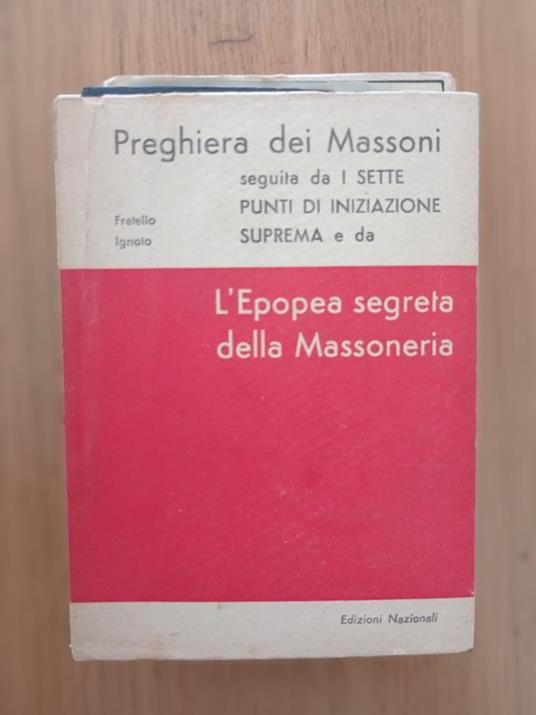 Preghiera dei Massoni
seguita da I SETTE
PUNTI DI INIZIAZIONE
SUPREMA e da
Fratello
Ignoto
L'Epopea segreta
della Massoneria
Edizioni Nazionali